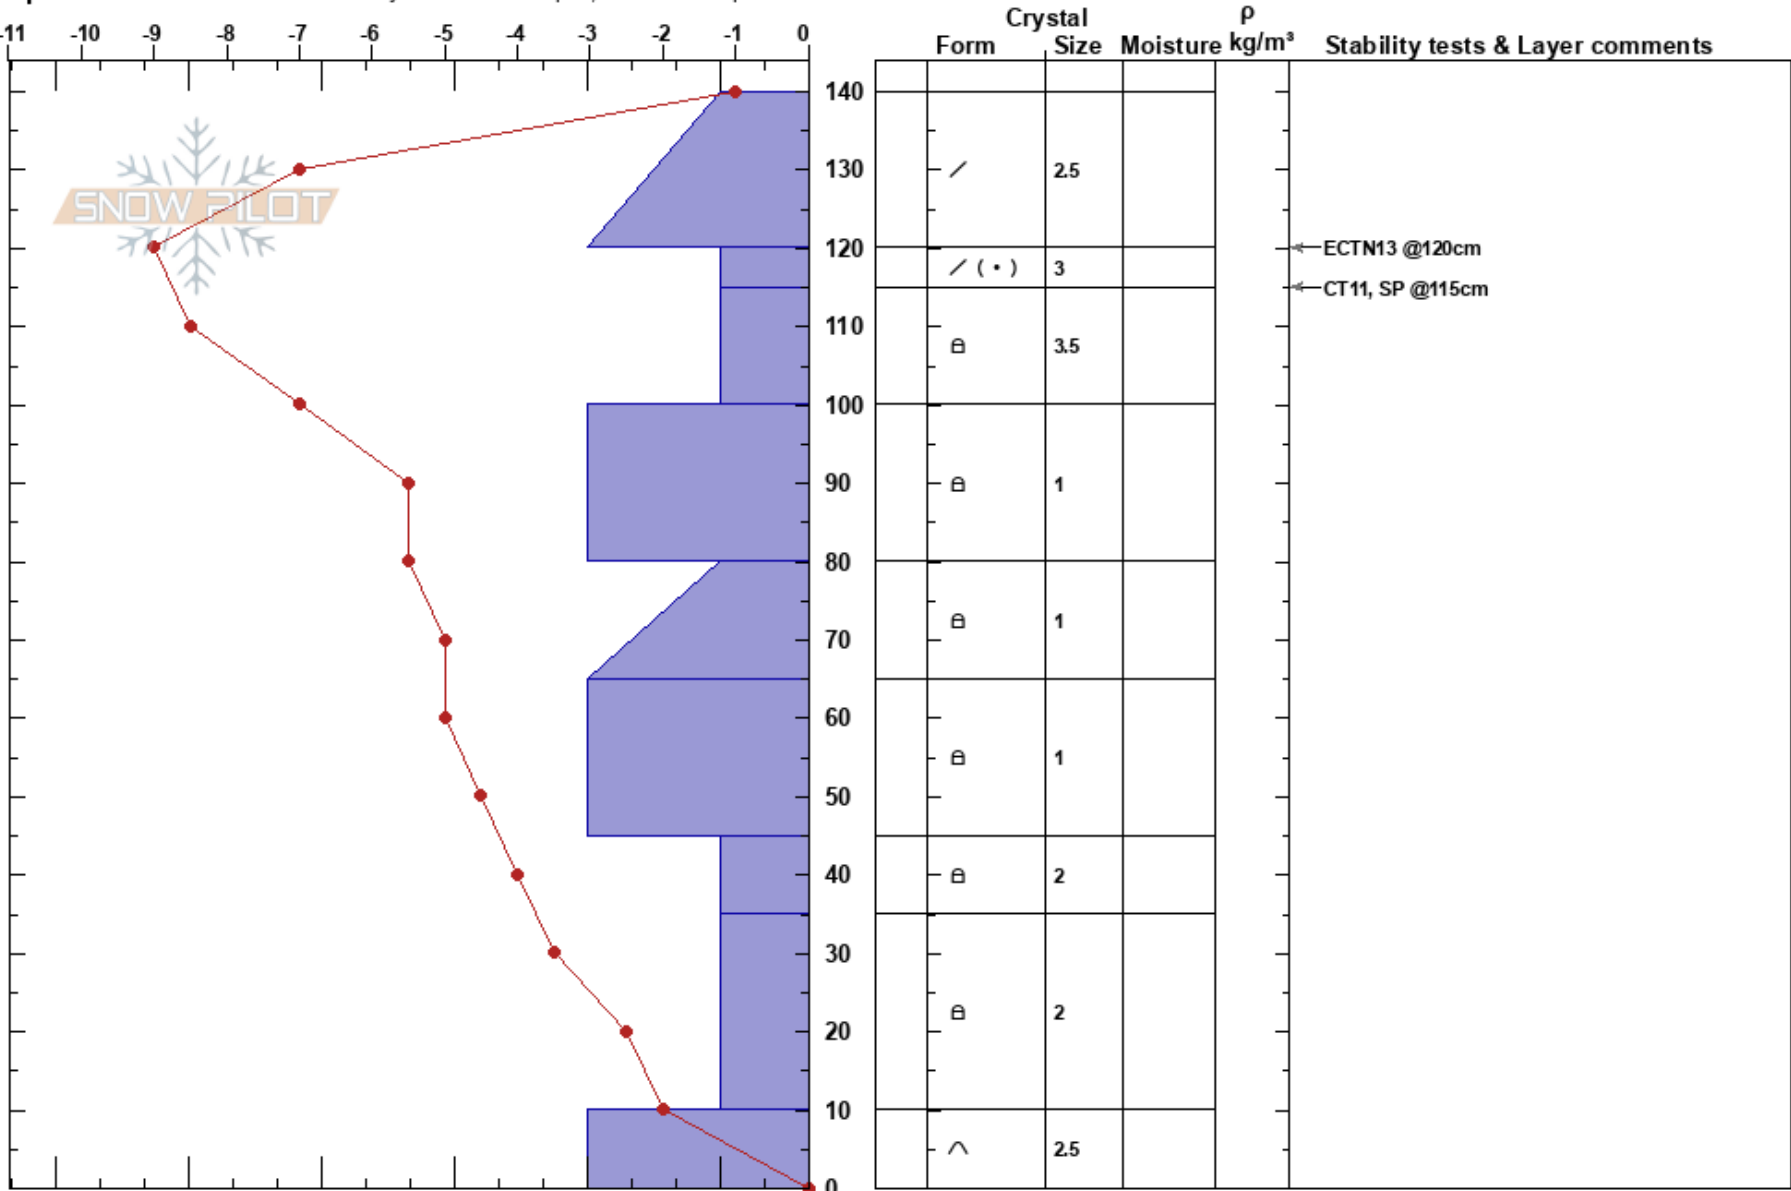 Crystal ρ
-11 -10 -9 -8 -7 -6 -5 -4 -3 -2 -1 0 Form Size Moisture kg/m³ Stability tests & Layer comments
140
130 / 2.5
SNOW PILOT
120 ECTN13 @120cm
/ ( • ) 3
CT11, SP @115cm
110
3.5
100
90 1
80
1
70
60
1
50
40 2
30
2
20
10
2.5
0